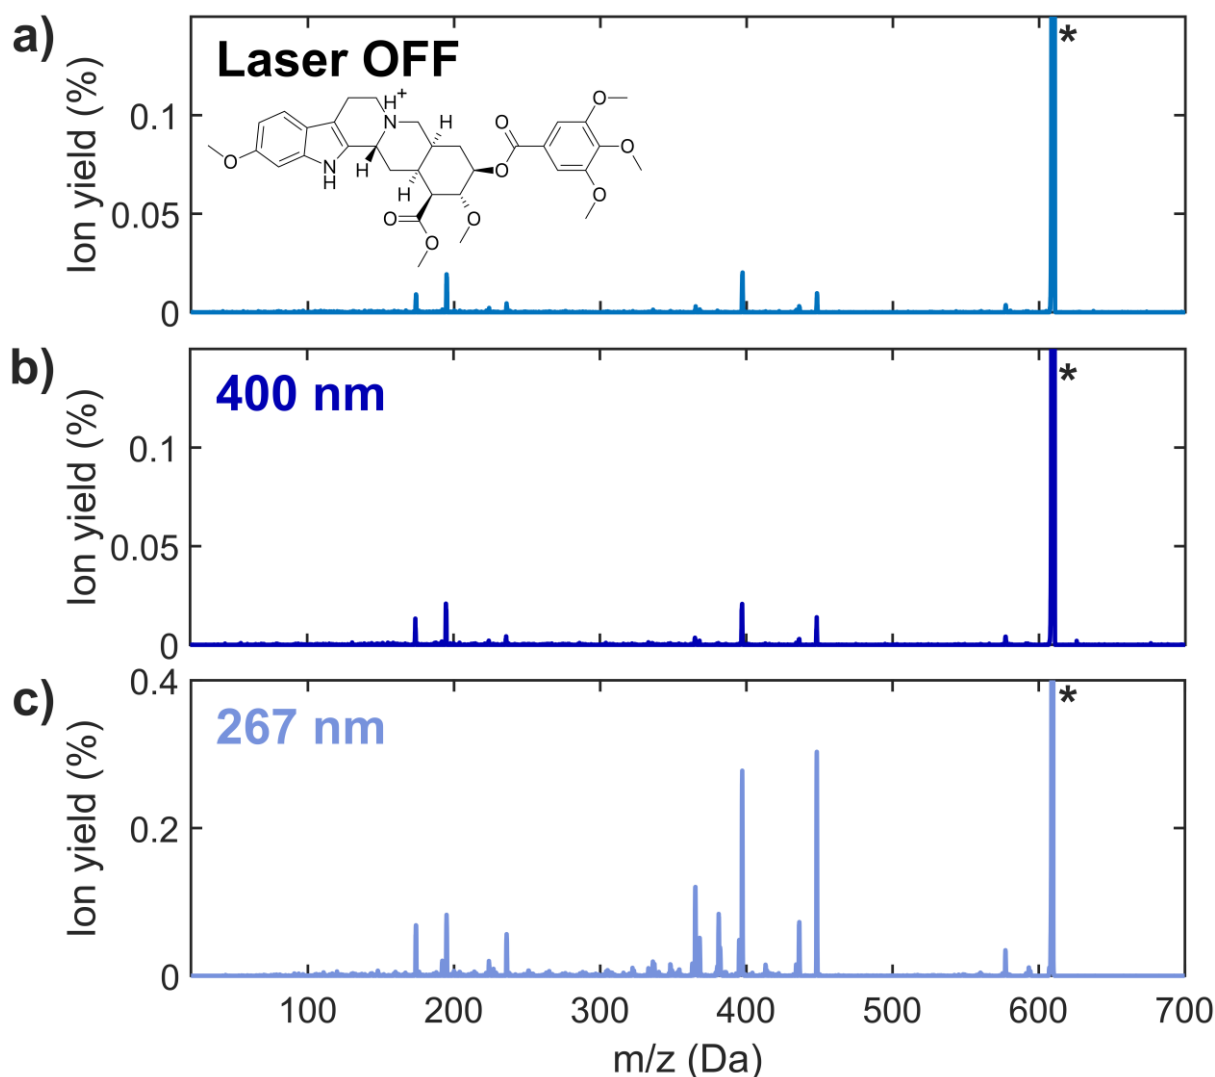 a)
Laser OFF
Ion yield (%)
0.1
0.05
0
*
H+
N
H
H
H
N
H
O
O
O
O
O
O
O
O
O
b)
400 nm
Ion yield (%)
0.1
0.05
0
*
c)
267 nm
Ion yield (%)
0.4
0.2
0
*
100 200 300 400 500 600 700
m/z (Da)